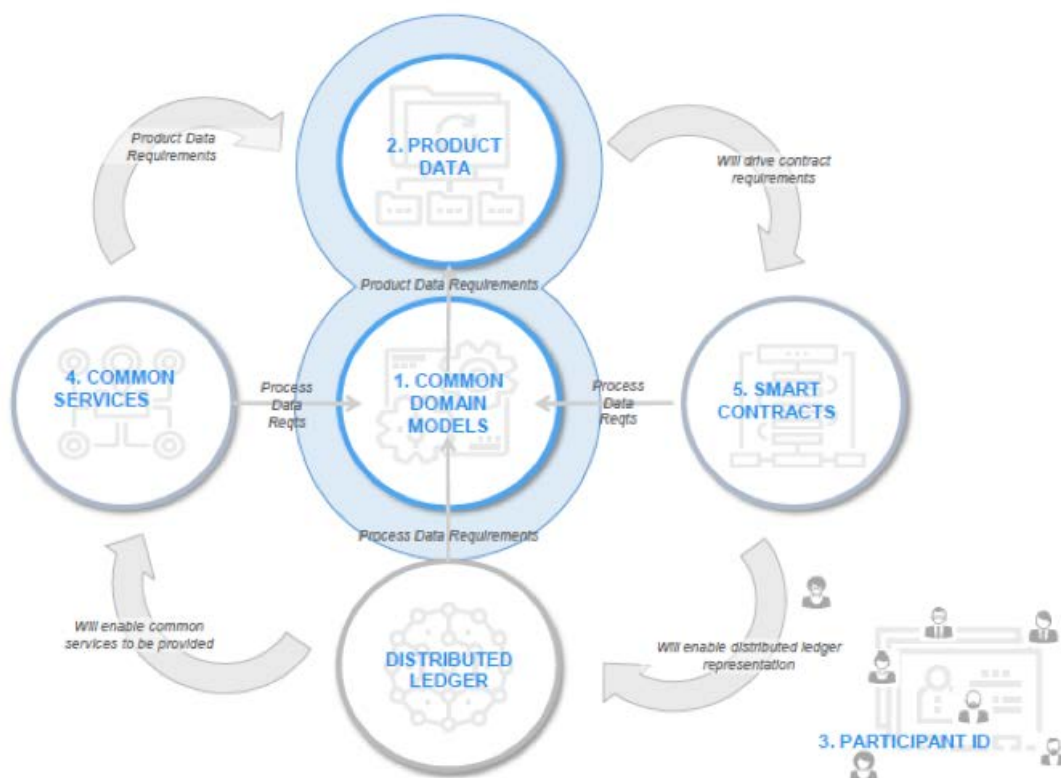 2. PRODUCT
DATA
Product Data
Requirements
Will drive contract
requirements
Product Data Requirements
4. COMMON
SERVICES
Process
Data
Reqts
1. COMMON
DOMAIN
MODELS
Process
Data
Reqts
5. SMART
CONTRACTS
Process Data Requirements
Will enable common
services to be provided
DISTRIBUTED
LEDGER
Will enable distributed ledger
representation
3. PARTICIPANT ID